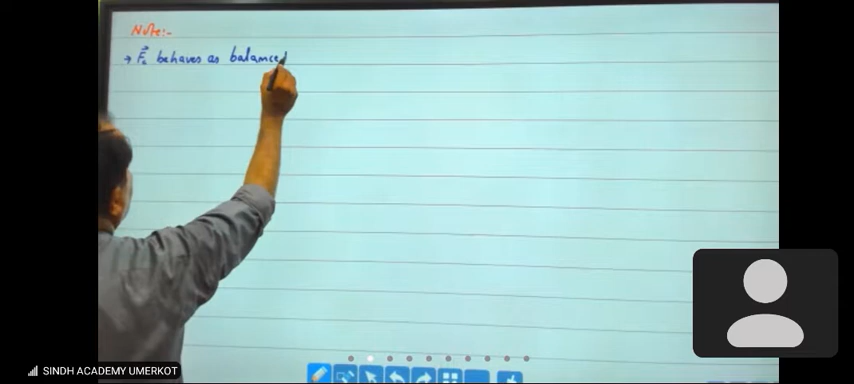 Note:-
→ F⃗c behaves as balanced
SINDH ACADEMY UMERKOT